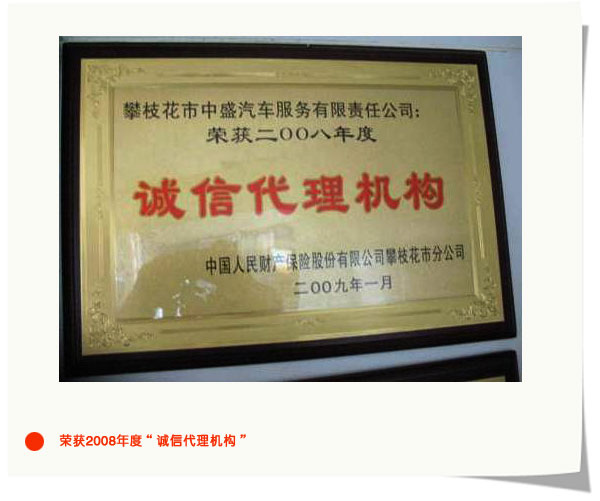 攀枝花市中盛汽车服务有限责任公司：
荣获二OO八年度
诚信代理机构
中国人民财产保险股份有限公司攀枝花市分公司
二OO九年一月
荣获2008年度“诚信代理机构”